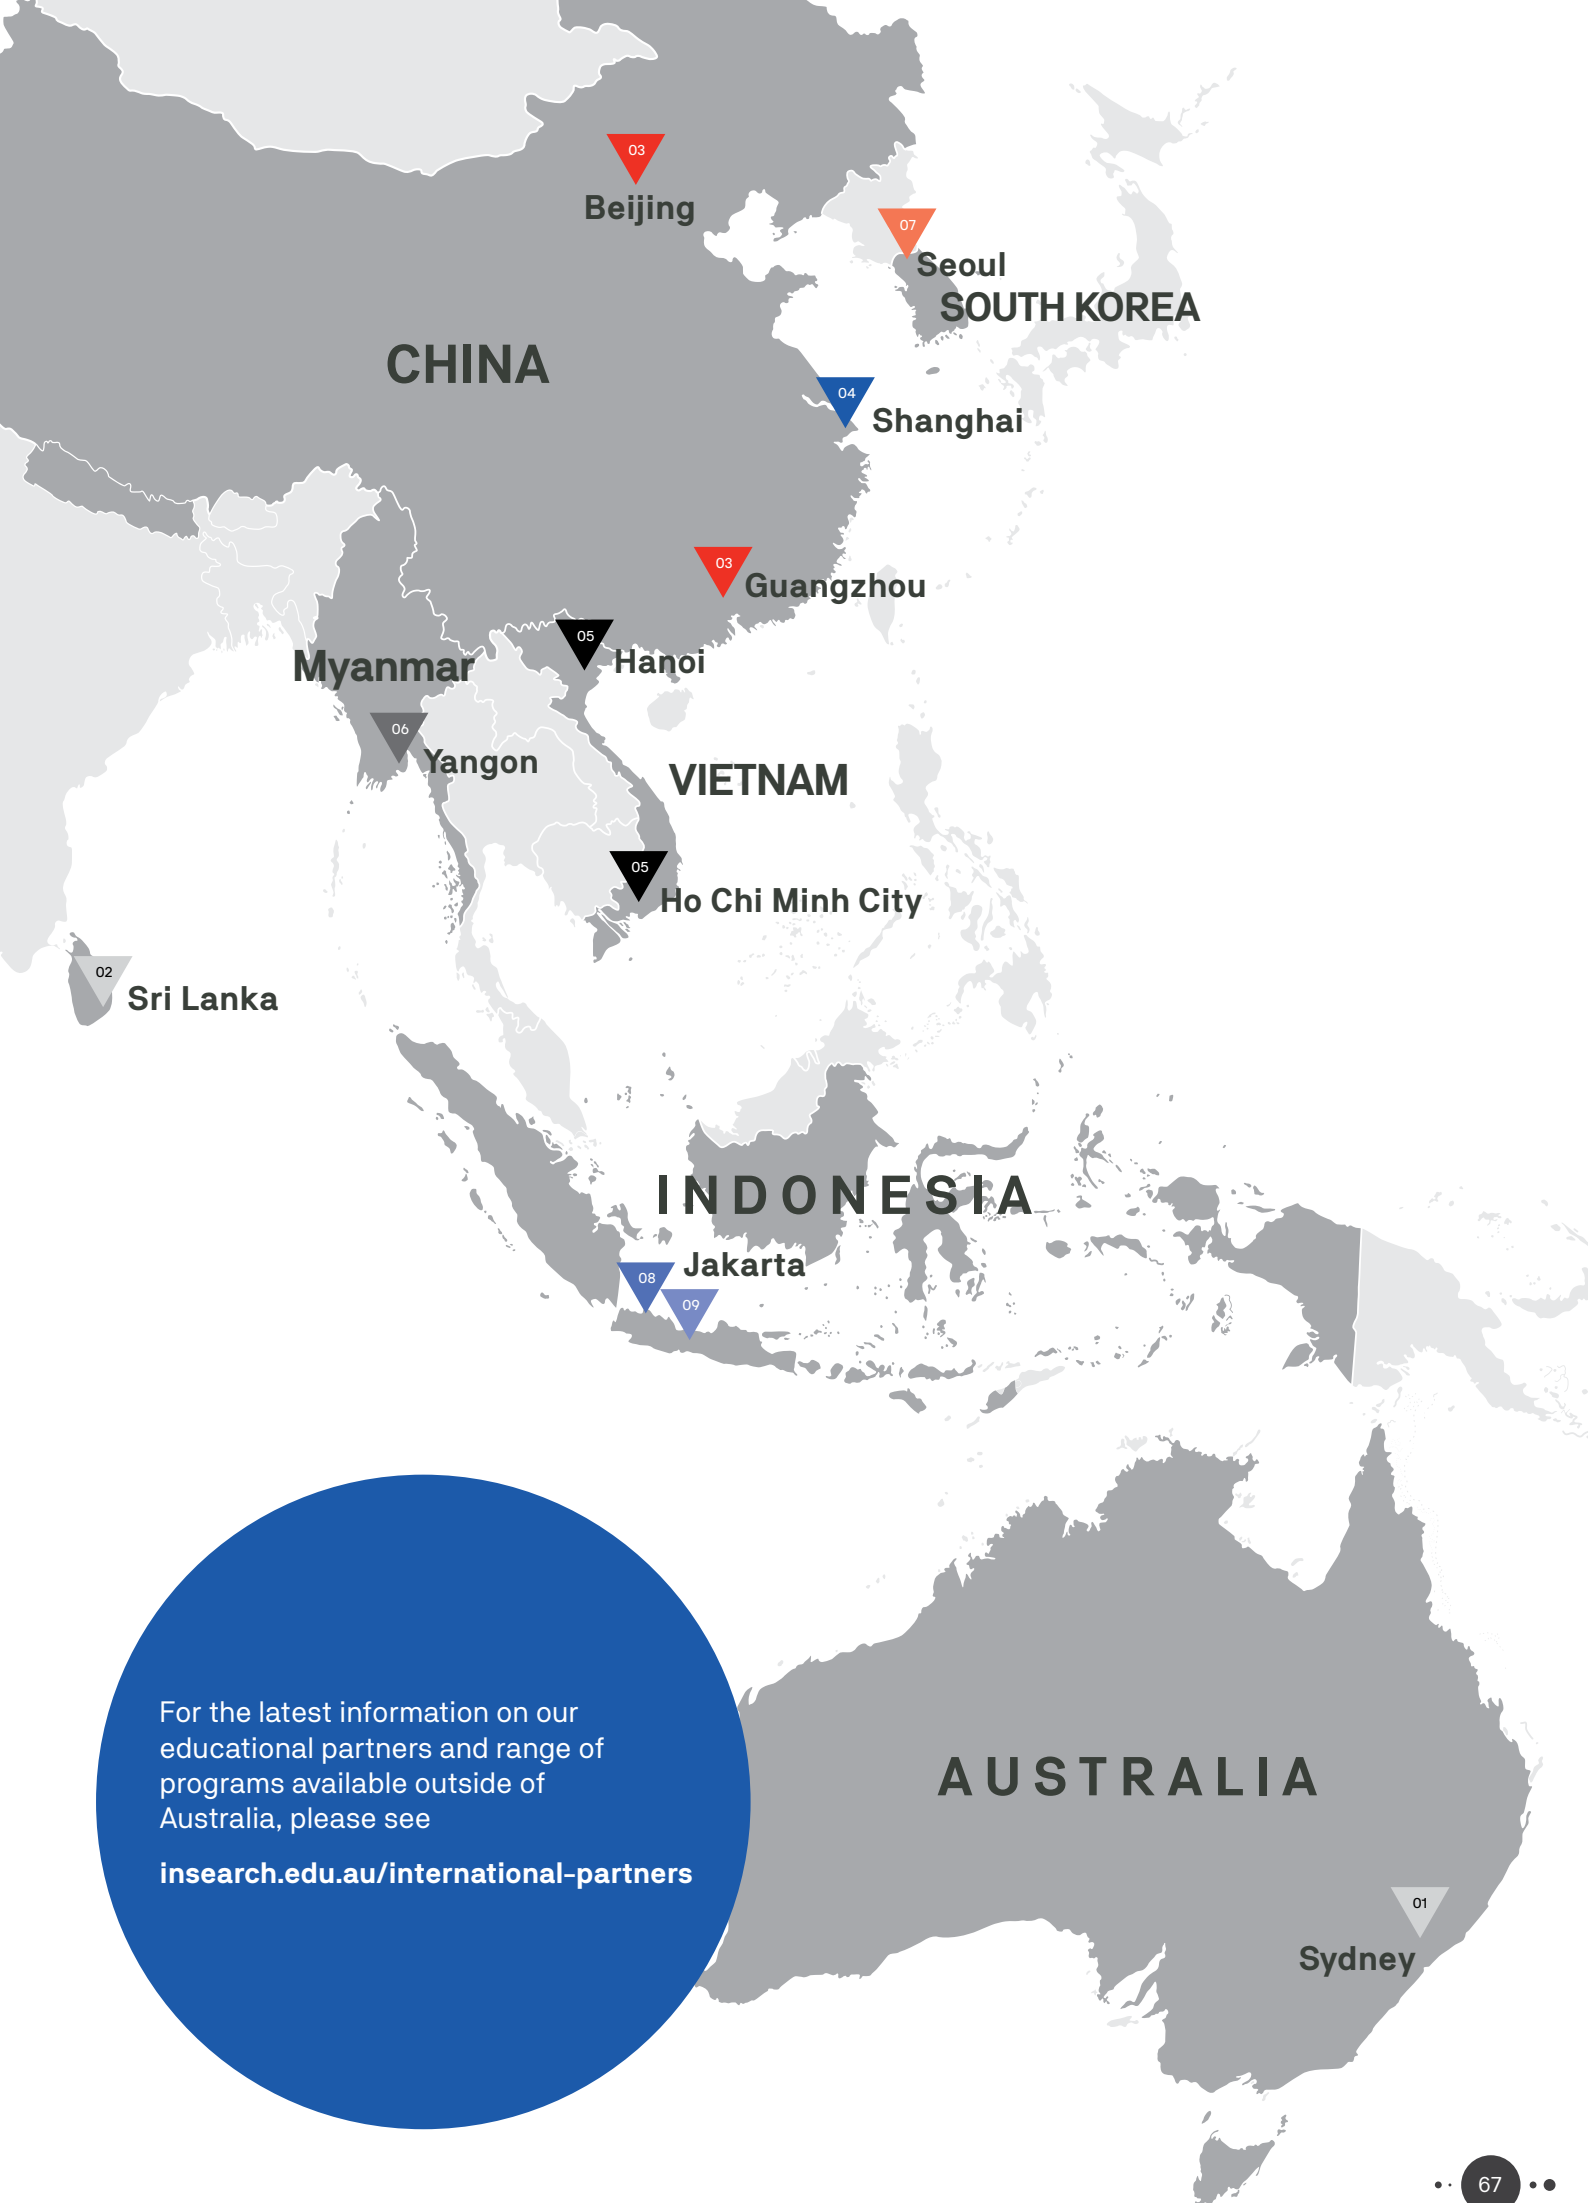 03
Beijing
07
Seoul
SOUTH KOREA
CHINA
04
Shanghai
03
Guangzhou
05
Hanoi
Myanmar
06
Yangon
VIETNAM
05
Ho Chi Minh City
02
Sri Lanka
INDONESIA
Jakarta
08
09
For the latest information on our
educational partners and range of
programs available outside of
Australia, please see
insearch.edu.au/international-partners
AUSTRALIA
01
Sydney
67